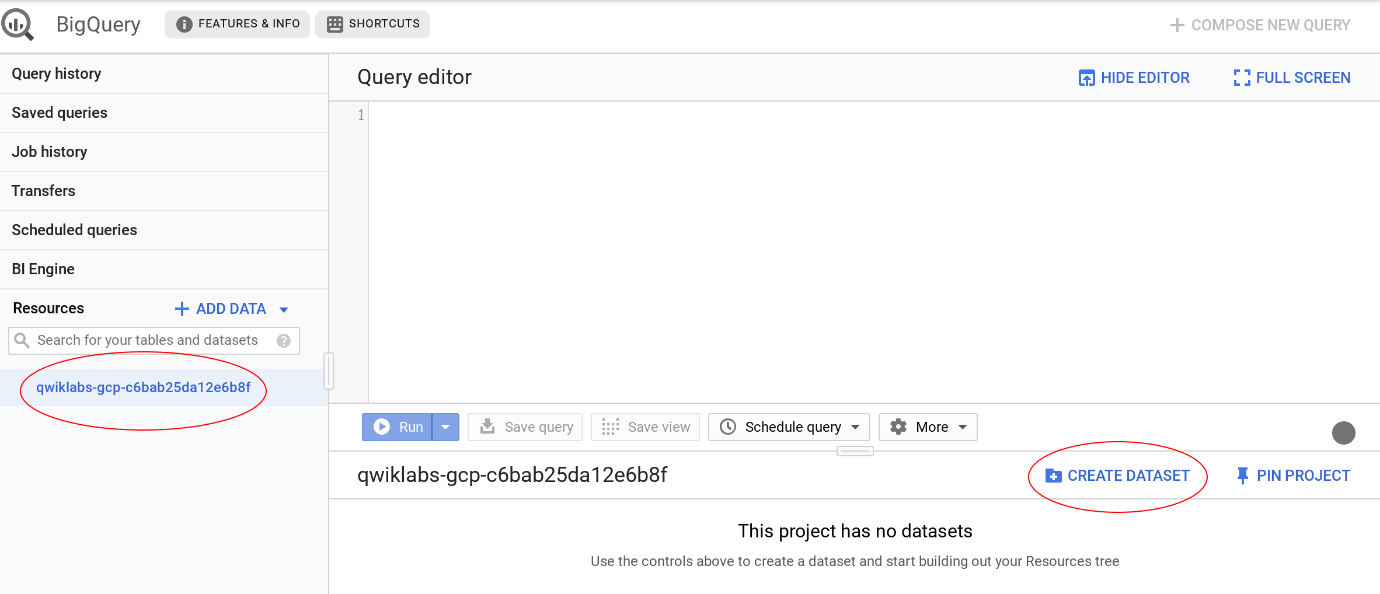 BigQuery FEATURES & INFO SHORTCUTS COMPOSE NEW QUERY
Query history
Saved queries
Job history
Transfers
Scheduled queries
BI Engine
Resources ADD DATA
Search for your tables and datasets ?
qwiklabs-gcp-c6bab25da12e6b8f
Query editor HIDE EDITOR FULL SCREEN
1
Run Save query Save view Schedule query More
qwiklabs-gcp-c6bab25da12e6b8f CREATE DATASET PIN PROJECT
This project has no datasets
Use the controls above to create a dataset and start building out your Resources tree